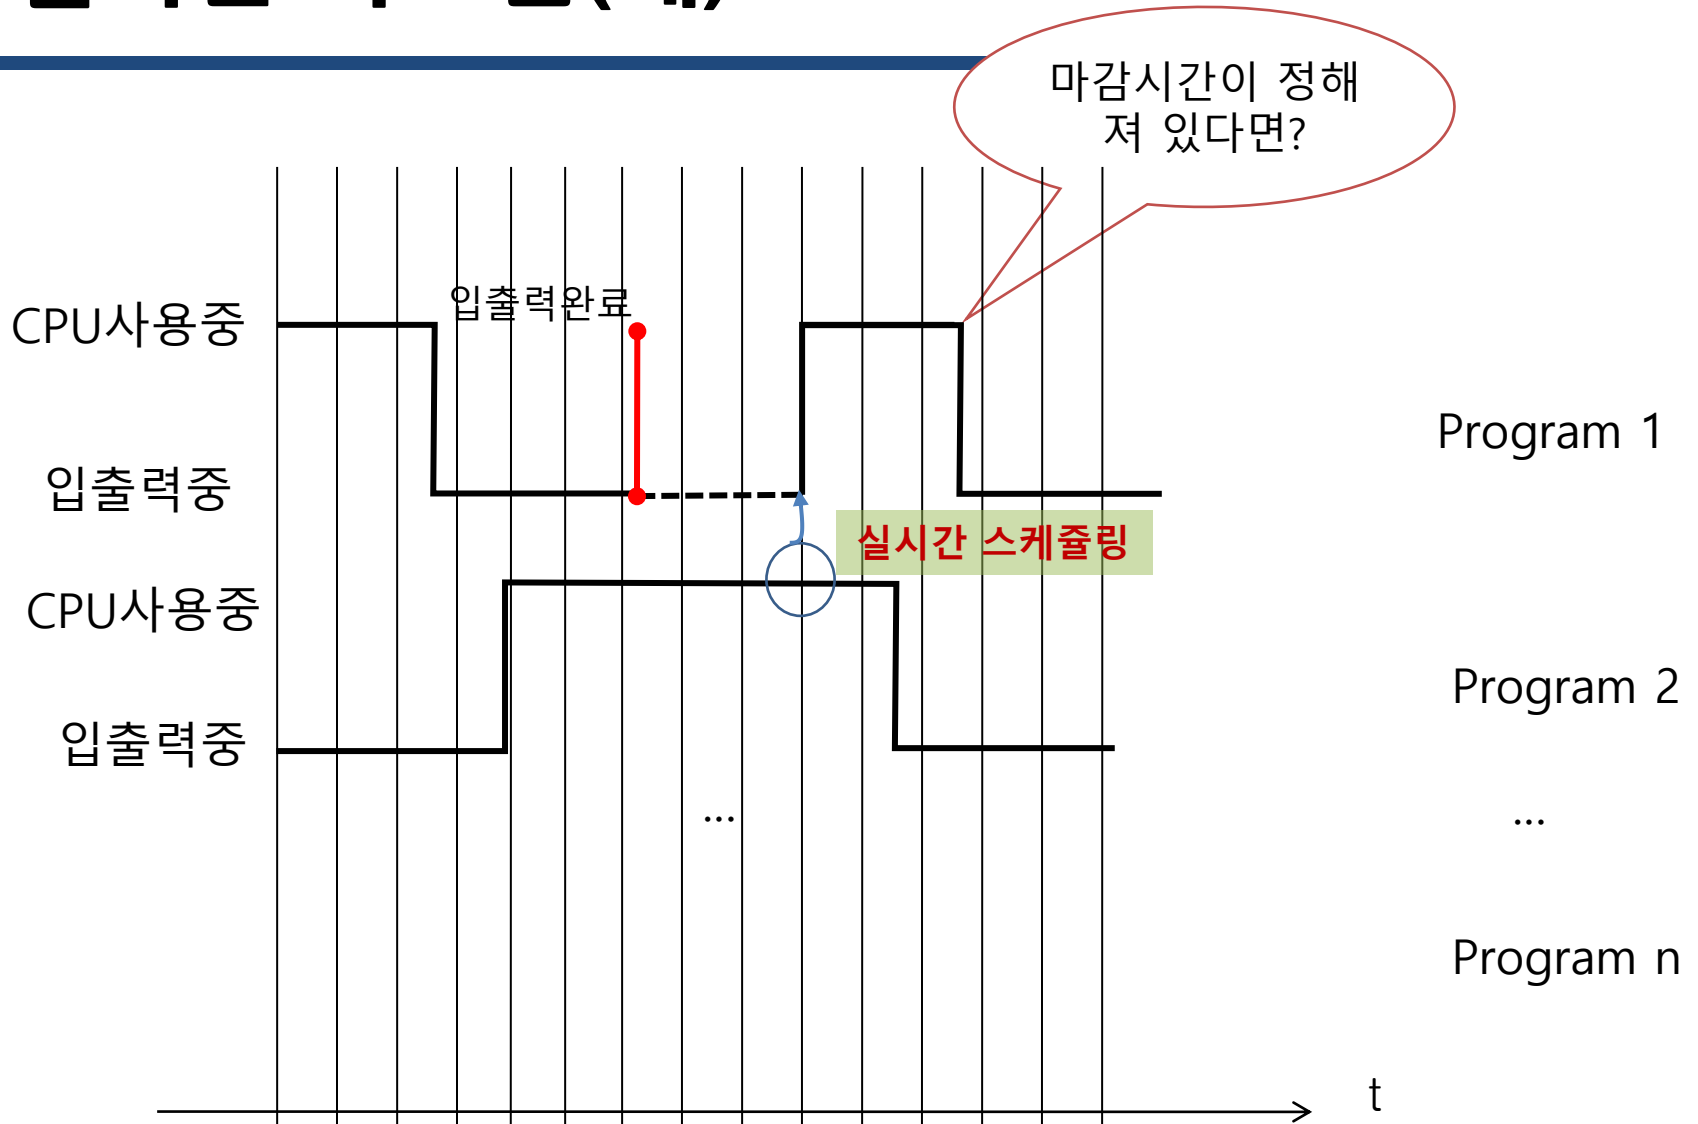 마감시간이 정해
져 있다면?
입출력완료
CPU사용중
입출력중
Program 1
실시간 스케쥴링
CPU사용중
입출력중
Program 2
...
...
Program n
t